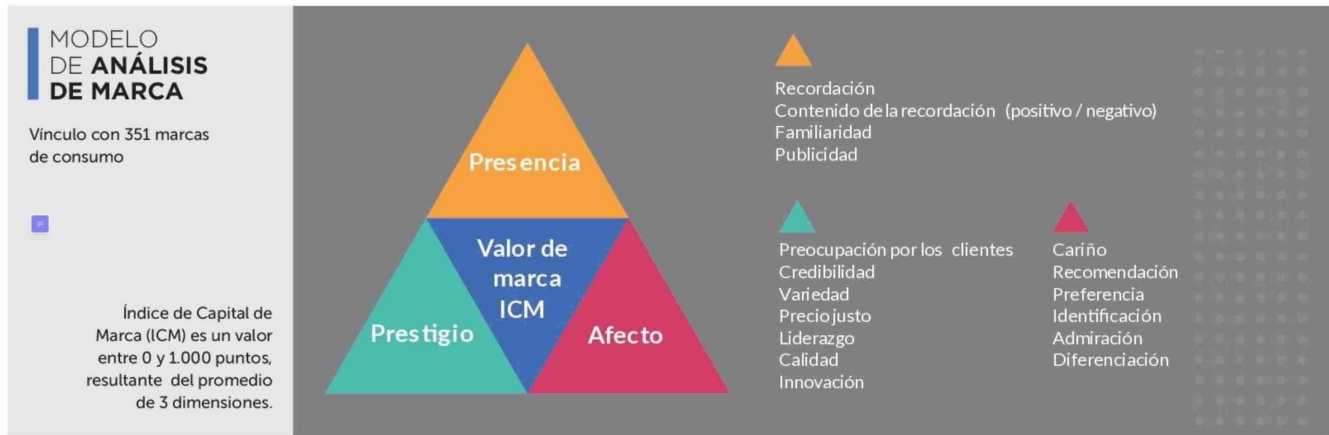 MODELO
DE ANÁLISIS
DE MARCA
Vínculo con 351 marcas
de consumo
Índice de Capital de
Marca (ICM) es un valor
entre 0 y 1.000 puntos,
resultante del promedio
de 3 dimensiones.
Presencia
Valor de
marca
ICM
Prestigio
Afecto
Recordación
Contenido de la recordación (positivo / negativo)
Familiaridad
Publicidad
Preocupación por los clientes
Credibilidad
Variedad
Precio justo
Liderazgo
Calidad
Innovación
Cariño
Recomendación
Preferencia
Identificación
Admiración
Diferenciación